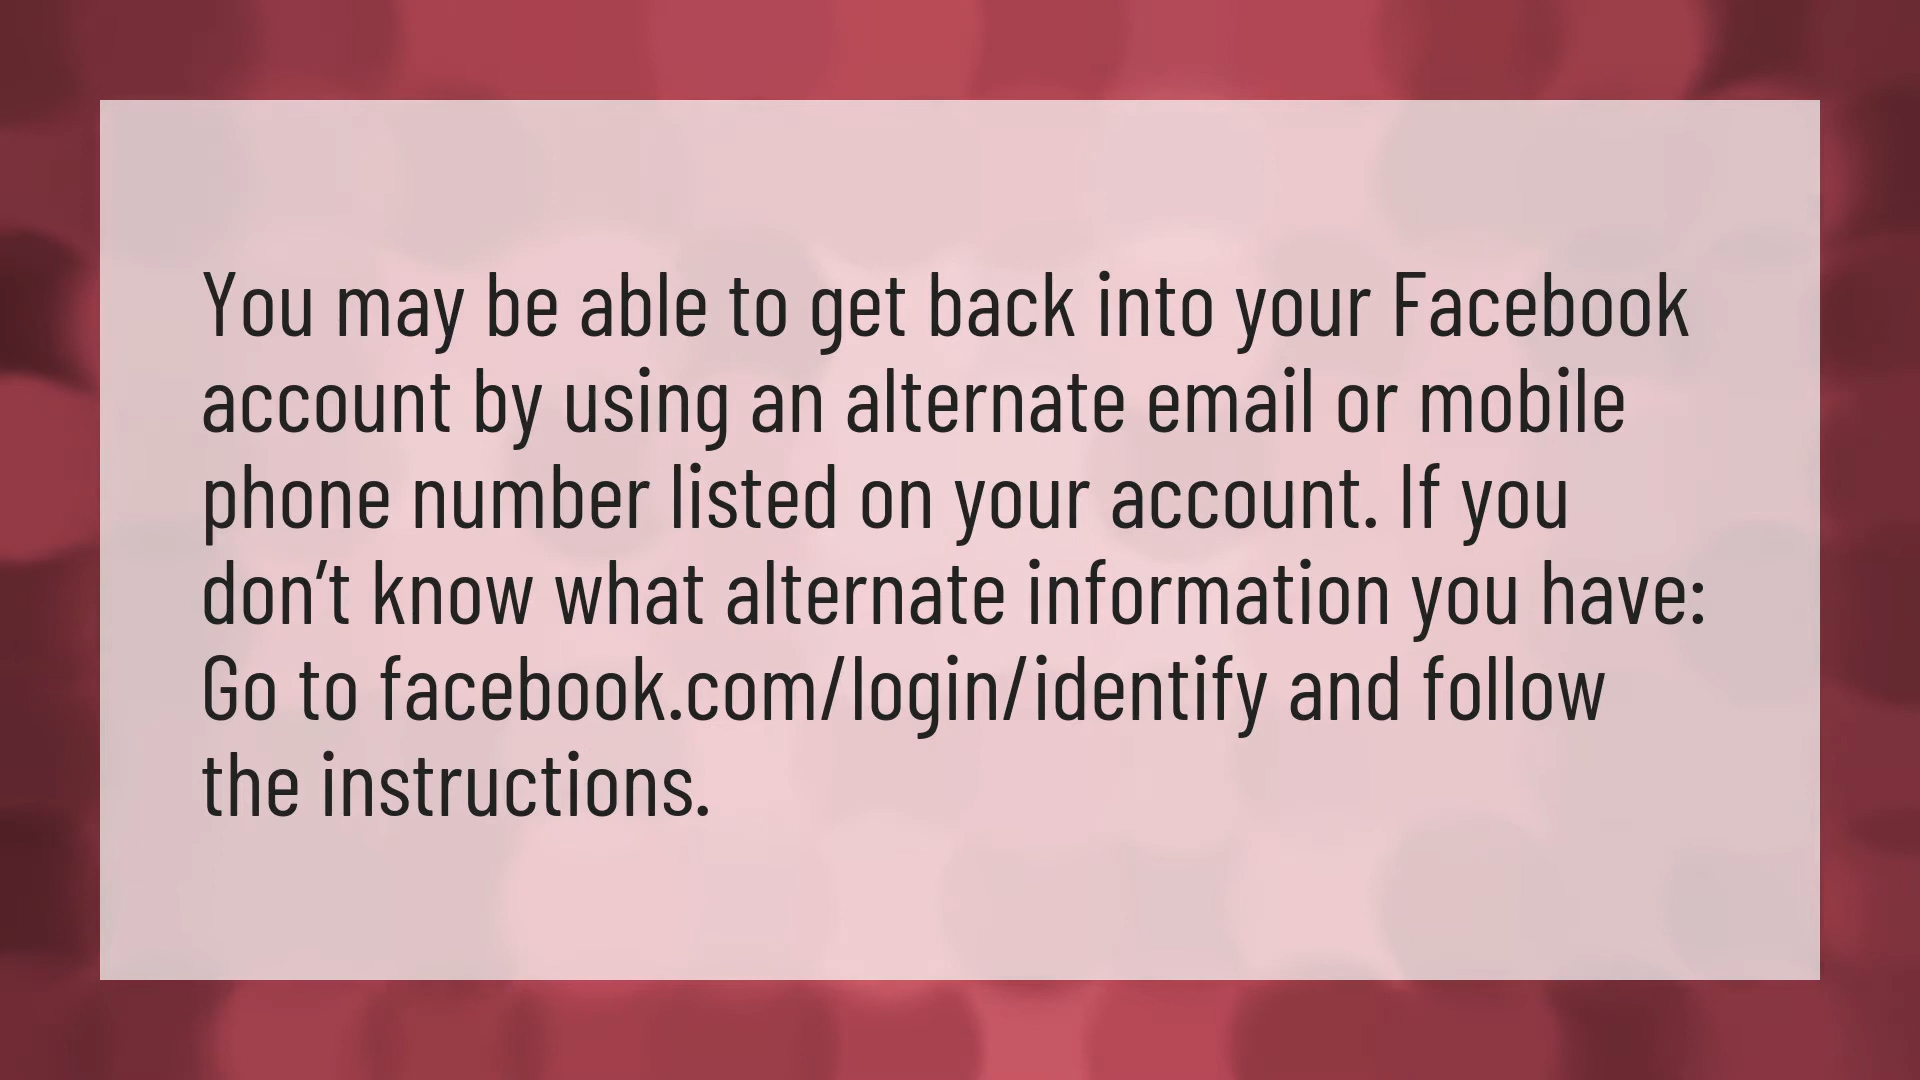 You may be able to get back into your Facebook
account by using an alternate email or mobile
phone number listed on your account. If you
don’t know what alternate information you have:
Go to facebook.com/login/identify and follow
the instructions.